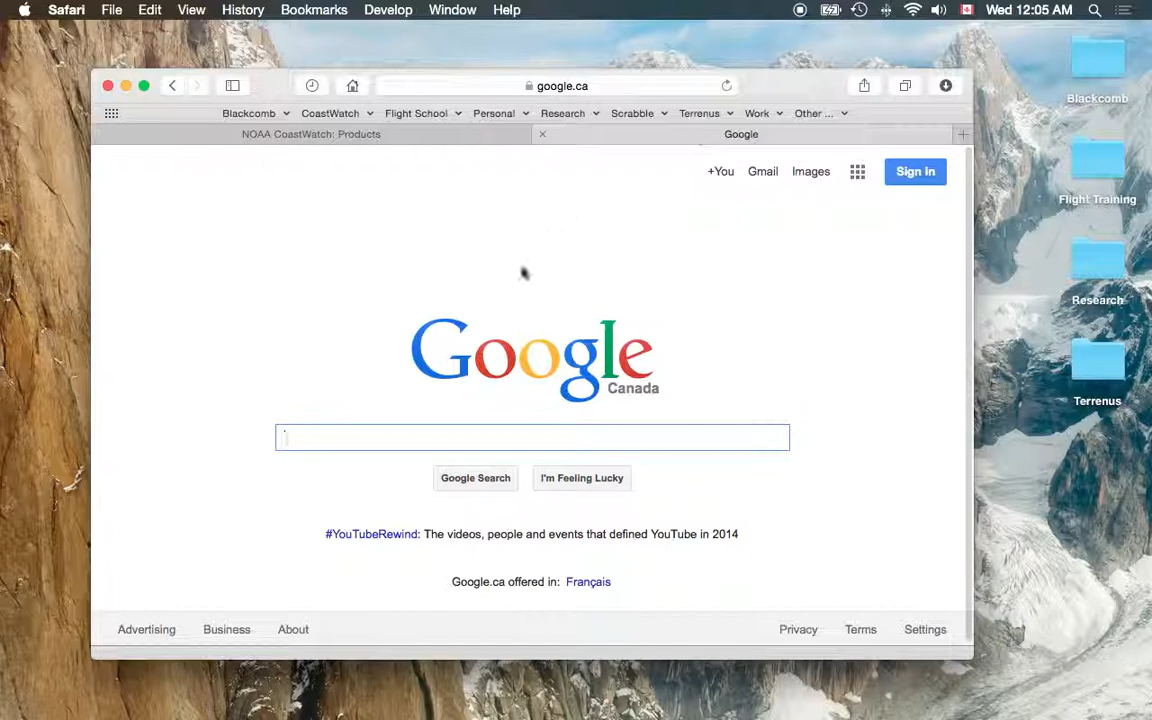 Safari File Edit View History Bookmarks Develop Window Help Wed 12:05 AM
google.ca
Blackcomb CoastWatch Flight School Personal Research Scrabble Terrenus Work Other ...
NOAA CoastWatch: Products Google
+You Gmail Images Sign in
Google
Canada
Google Search I'm Feeling Lucky
#YouTubeRewind: The videos, people and events that defined YouTube in 2014
Google.ca offered in: Français
Advertising Business About Privacy Terms Settings
Blackcomb
Flight Training
Research
Terrenus